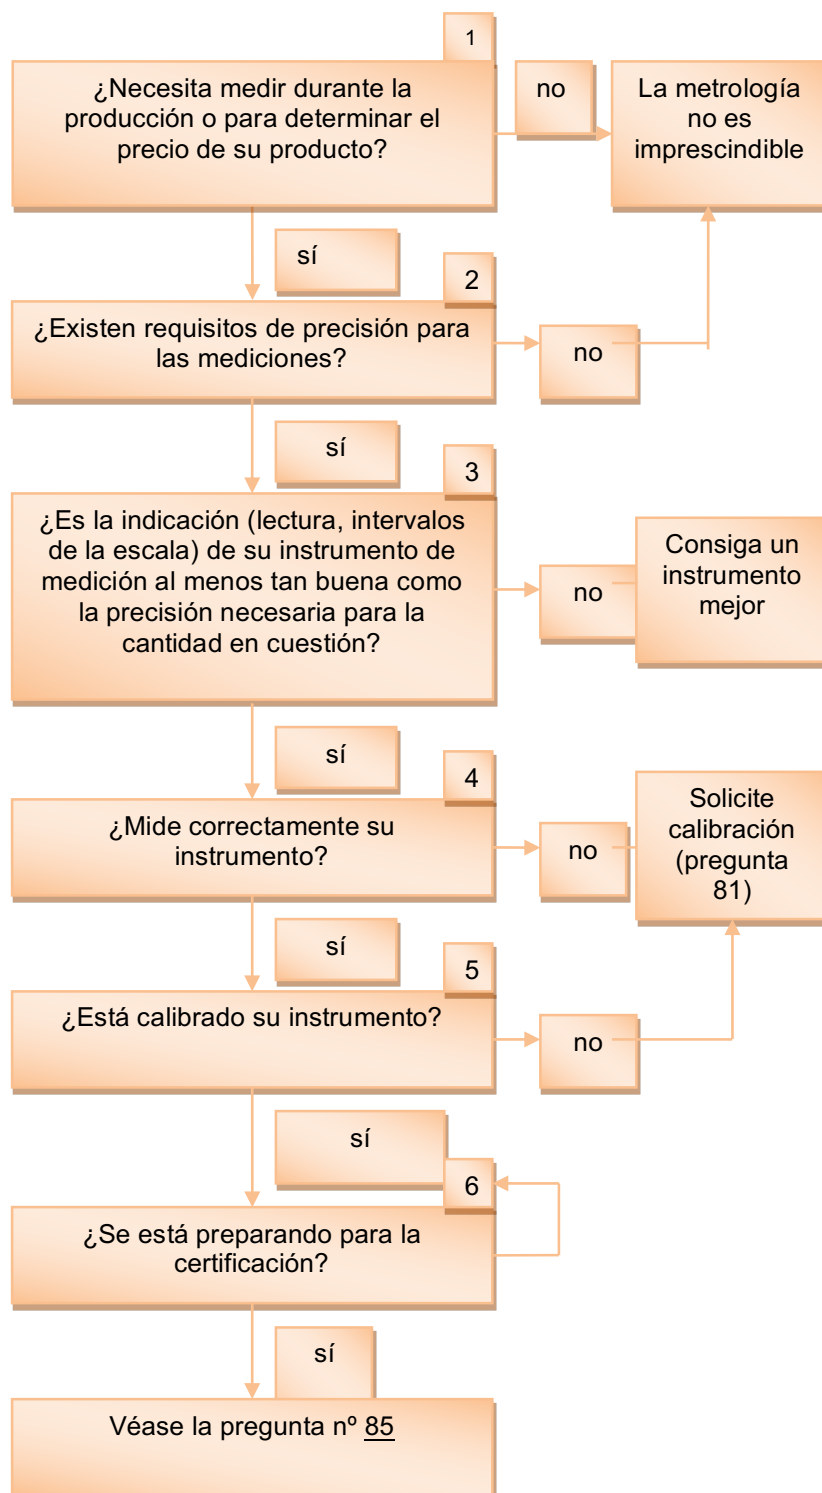 1
¿Necesita medir durante la
producción o para determinar el
precio de su producto?
no
La metrología
no es
imprescindible
sí
2
¿Existen requisitos de precisión para
las mediciones?
no
sí
3
¿Es la indicación (lectura, intervalos
de la escala) de su instrumento de
medición al menos tan buena como
la precisión necesaria para la
cantidad en cuestión?
no
Consiga un
instrumento
mejor
sí
4
¿Mide correctamente su
instrumento?
no
Solicite
calibración
(pregunta
81)
sí
5
¿Está calibrado su instrumento?
no
sí
6
¿Se está preparando para la
certificación?
sí
Véase la pregunta nº 85